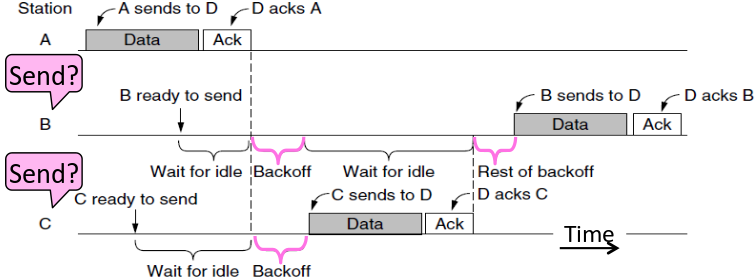 Station
A sends to D
D acks A
A
Data
Ack
Send?
B ready to send
B sends to D
D acks B
B
Data
Ack
Wait for idle
Backoff
Wait for idle
Rest of backoff
Send?
C ready to send
C sends to D
D acks C
C
Data
Ack
Time
Wait for idle
Backoff